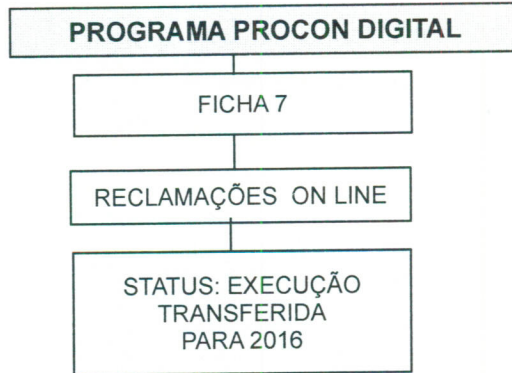 PROGRAMA PROCON DIGITAL
FICHA 7
RECLAMAÇÕES ON LINE
STATUS: EXECUÇÃO
TRANSFERIDA
PARA 2016